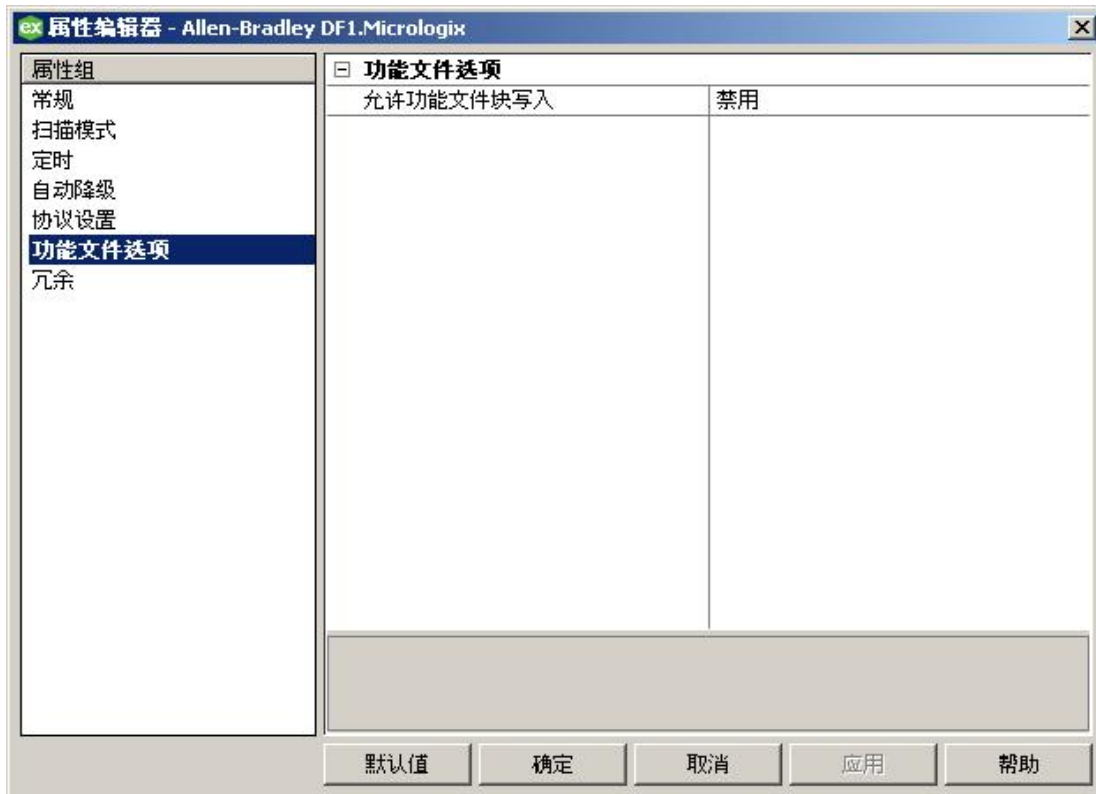 ex 属性编辑器 - Allen-Bradley DF1.Micrologix
属性组
常规
扫描模式
定时
自动降级
协议设置
功能文件选项
冗余
功能文件选项
允许功能文件块写入 禁用
默认值 确定 取消 应用 帮助